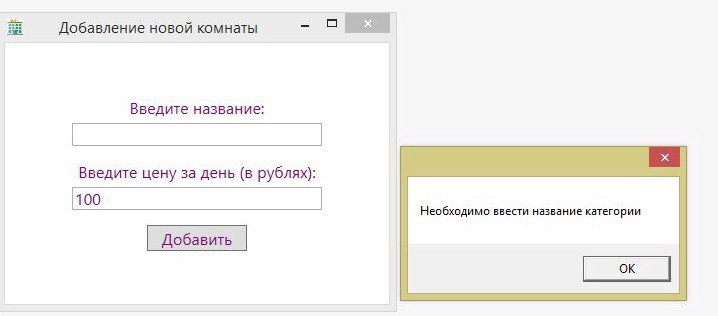 Добавление новой комнаты
Введите название:
Введите цену за день (в рублях):
100
Добавить
Необходимо ввести название категории
OK